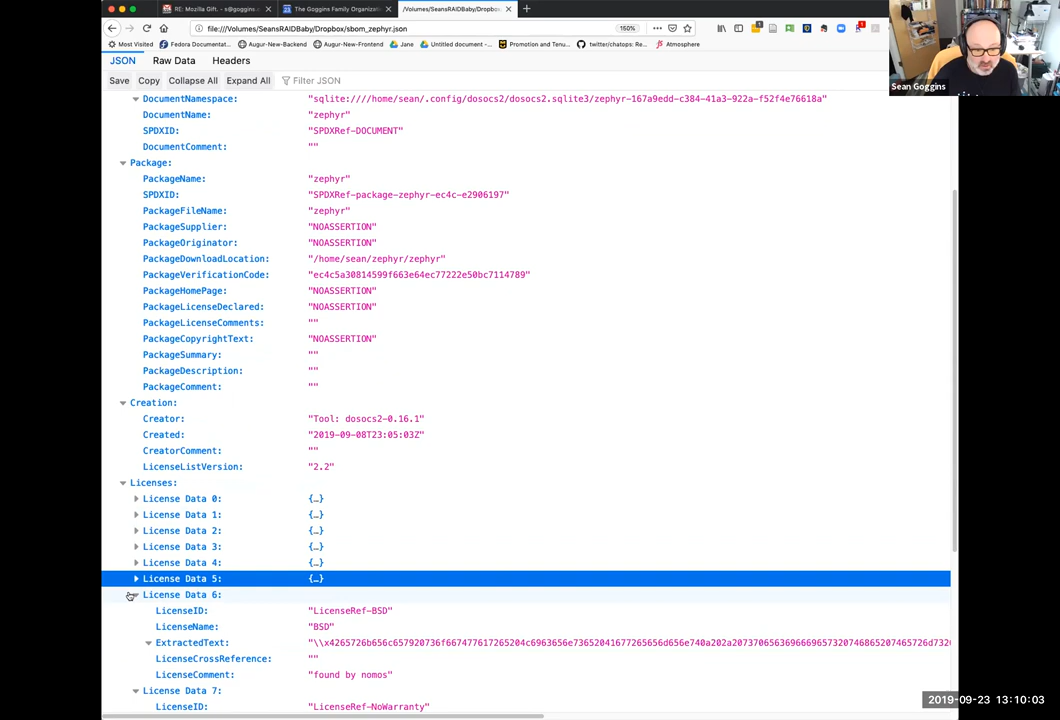 RE: Mozilla Gift. - s@goggins.
The Goggins Family Organizat
/Volumes/SeansRAIDBaby/Dropbox/s
file:///Volumes/SeansRAIDBaby/Dropbox/sbom_zephyr.json
150%
Most Visited Fedora Documentat... Augur-New-Backend Augur-New-Frontend Jane Untitled document -... Promotion and Tenu... twitter/chatops: Re... Atmosphere
JSON Raw Data Headers
Save Copy Collapse All Expand All Filter JSON
DocumentNamespace: "sqlite:////home/sean/.config/dosocs2/dosocs2.sqlite3/zephyr-167a9edd-c384-41a3-922a-f52f4e76618a"
DocumentName: "zephyr"
SPDXID: "SPDXRef-DOCUMENT"
DocumentComment: ""
Package:
PackageName: "zephyr"
SPDXID: "SPDXRef-package-zephyr-ec4c-e2906197"
PackageFileName: "zephyr"
PackageSupplier: "NOASSERTION"
PackageOriginator: "NOASSERTION"
PackageDownloadLocation: "/home/sean/zephyr/zephyr"
PackageVerificationCode: "ec4c5a30814599f663e64ec77222e50bc7114789"
PackageHomePage: "NOASSERTION"
PackageLicenseDeclared: "NOASSERTION"
PackageLicenseComments: ""
PackageCopyrightText: "NOASSERTION"
PackageSummary: ""
PackageDescription: ""
PackageComment: ""
Creation:
Creator: "Tool: dosocs2-0.16.1"
Created: "2019-09-08T23:05:03Z"
CreatorComment: ""
LicenseListVersion: "2.2"
Licenses:
License Data 0: {…}
License Data 1: {…}
License Data 2: {…}
License Data 3: {…}
License Data 4: {…}
License Data 5: {…}
License Data 6:
LicenseID: "LicenseRef-BSD"
LicenseName: "BSD"
ExtractedText: "\\x4265726b656c657920736f667477617265204c6963656e73652041677265656d656e740a202a20737065636966696573207468652074657 26d732
LicenseCrossReference: ""
LicenseComment: "found by nomos"
License Data 7:
LicenseID: "LicenseRef-NoWarranty"
Sean Goggins
2019-09-23 13:10:03